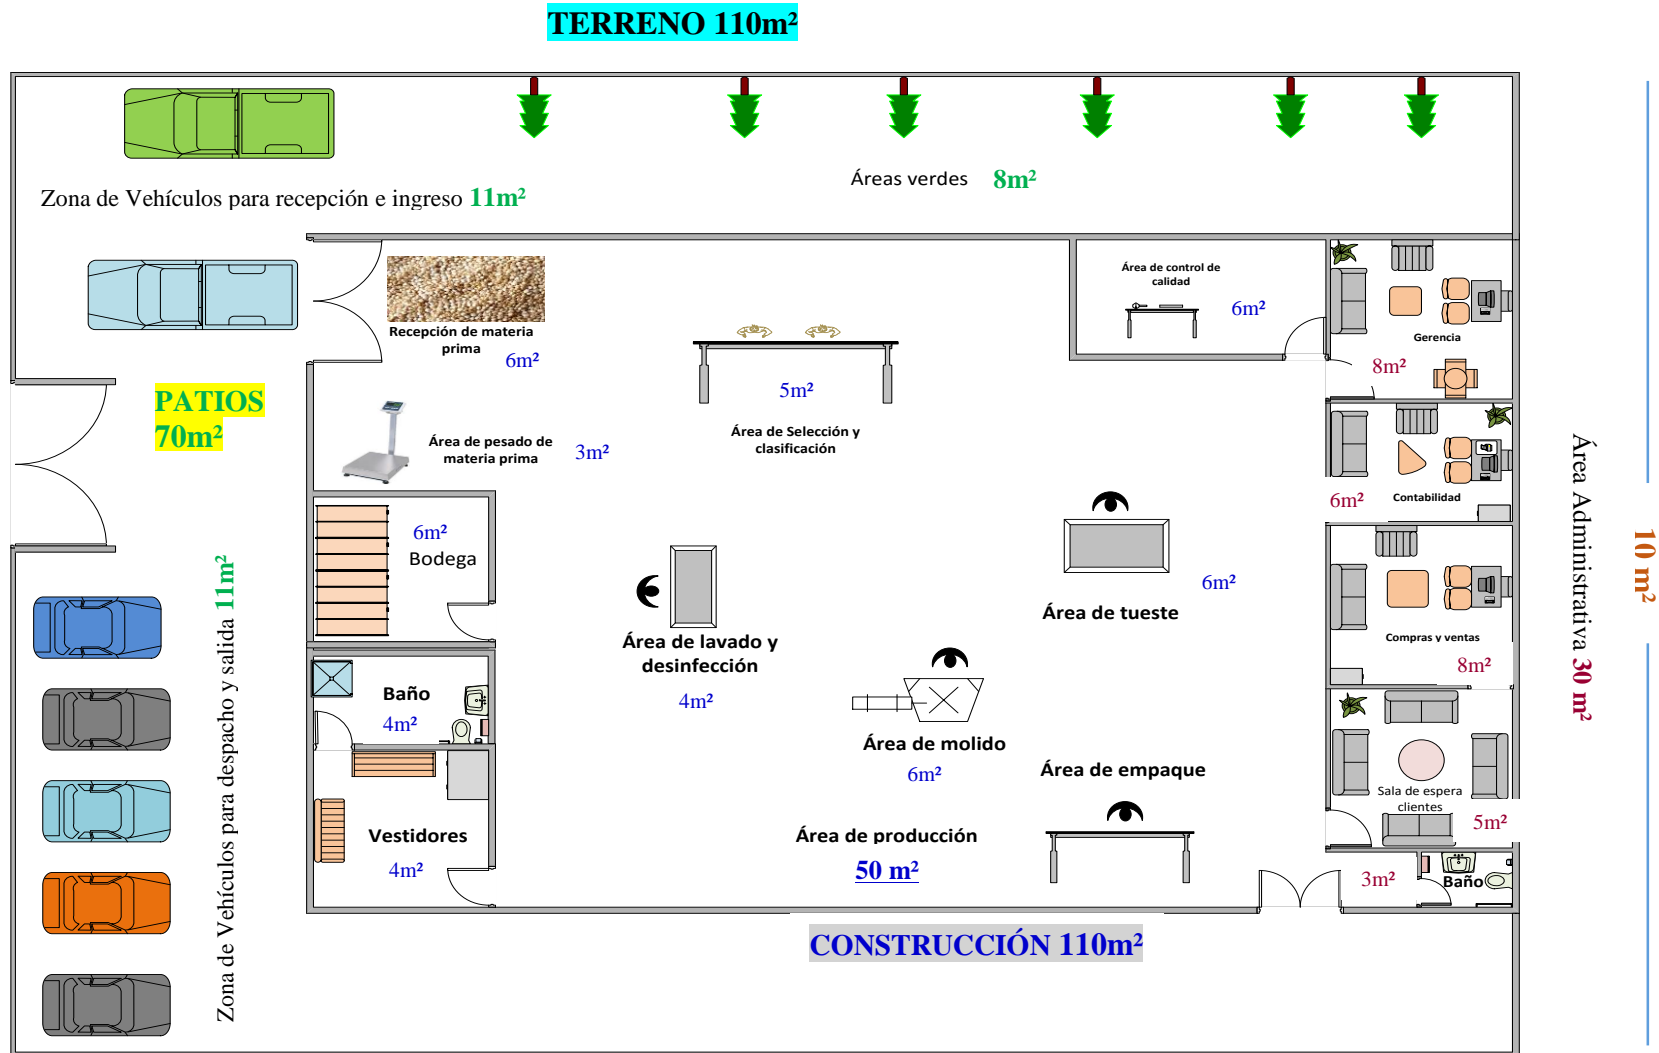 TERRENO 110m²
Zona de Vehículos para recepción e ingreso 11m²
Áreas verdes 8m²
Recepción de materia
prima
6m²
Área de control de
calidad
6m²
Gerencia
8m²
PATIOS
70m²
5m²
Área de Selección y
clasificación
Área de pesado de
materia prima
3m²
Contabilidad
6m²
6m²
Bodega
Área de lavado y
desinfección
4m²
6m²
Área de tueste
Compras y ventas
8m²
Baño
4m²
Área de molido
6m²
Área de empaque
Sala de espera
clientes
5m²
Vestidores
4m²
Área de producción
50 m²
3m²
Baño
CONSTRUCCIÓN 110m²
Zona de Vehículos para despacho y salida 11m²
Área Administrativa 30 m²
10 m²